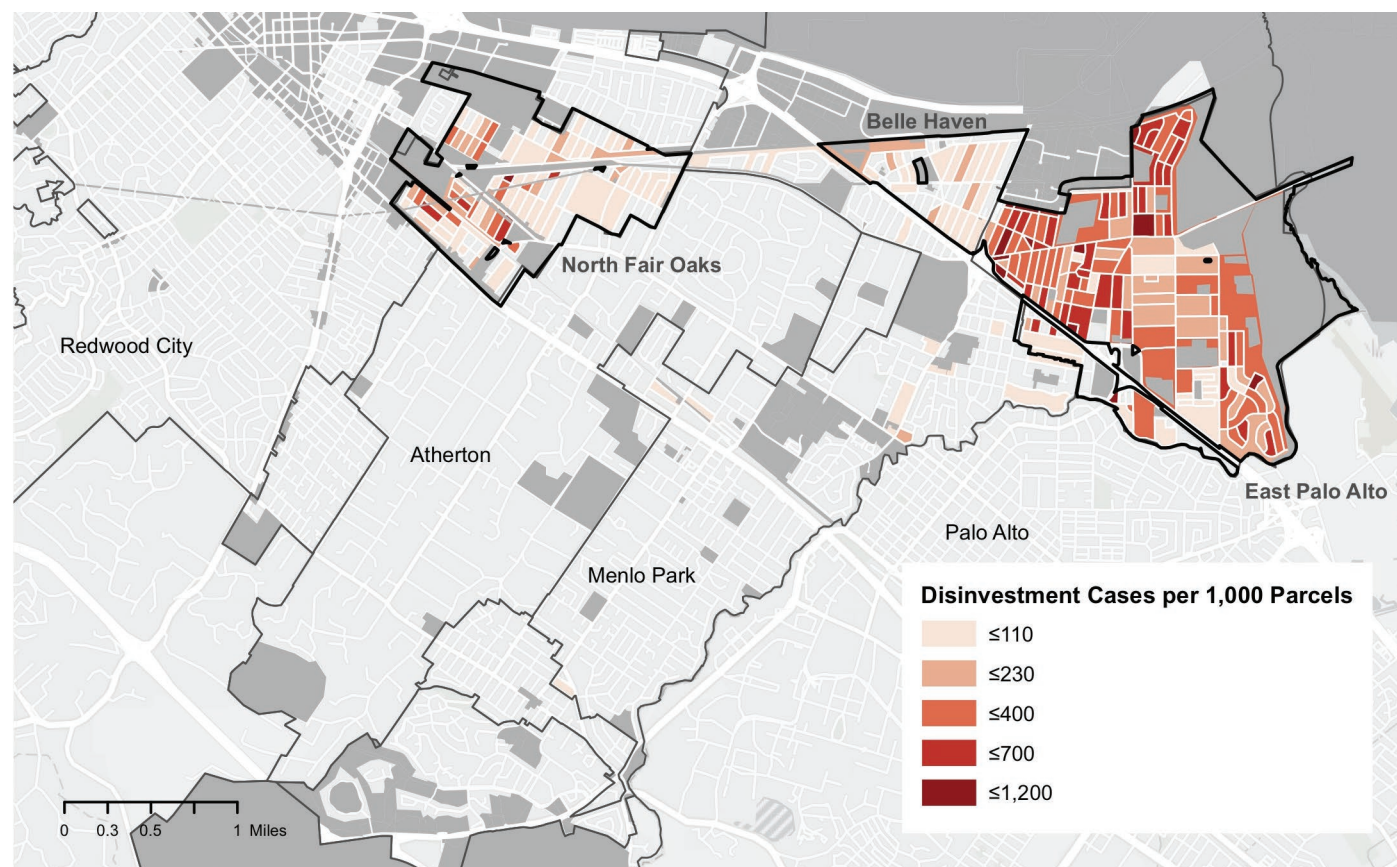 Belle Haven
North Fair Oaks
Redwood City
Atherton
East Palo Alto
Palo Alto
Menlo Park
Disinvestment Cases per 1,000 Parcels
≤110
≤230
≤400
≤700
≤1,200
0 0.3 0.5 1 Miles